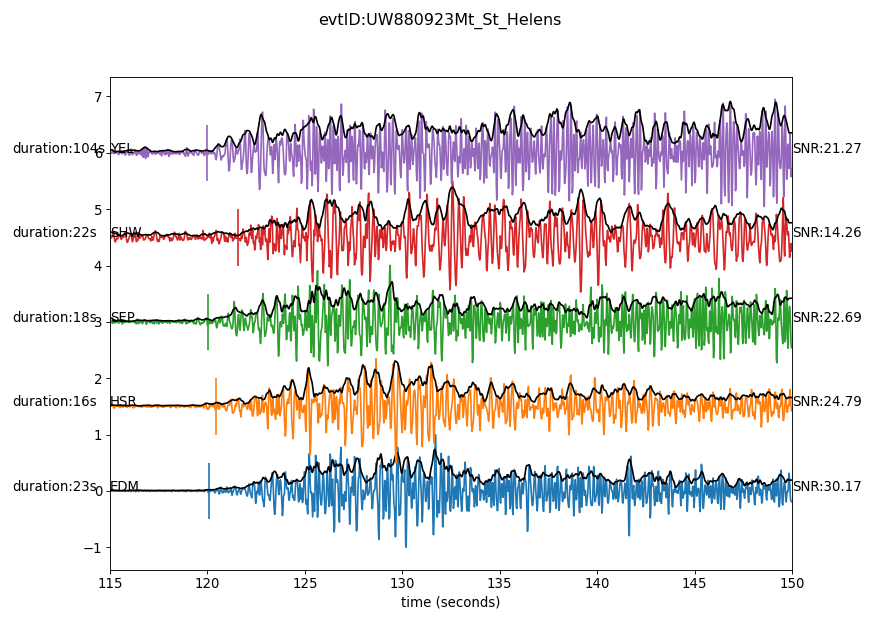 evtID:UW880923Mt_St_Helens
7
duration:104s YEL SNR:21.27
6
5
duration:22s SHW SNR:14.26
4
duration:18s SEP SNR:22.69
3
2
duration:16s HSR SNR:24.79
1
duration:23s EDM SNR:30.17
0
−1
115 120 125 130 135 140 145 150
time (seconds)